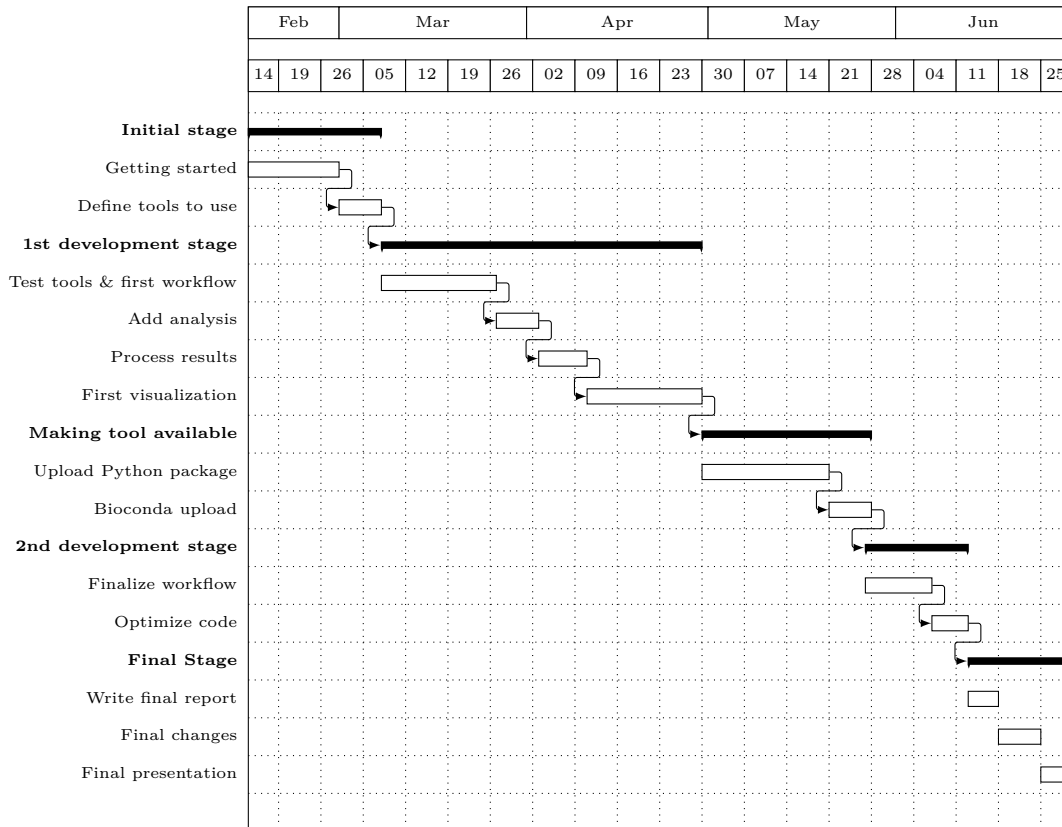 Feb Mar Apr May Jun
14 19 26 05 12 19 26 02 09 16 23 30 07 14 21 28 04 11 18 25
Initial stage
Getting started
Define tools to use
1st development stage
Test tools & first workflow
Add analysis
Process results
First visualization
Making tool available
Upload Python package
Bioconda upload
2nd development stage
Finalize workflow
Optimize code
Final Stage
Write final report
Final changes
Final presentation